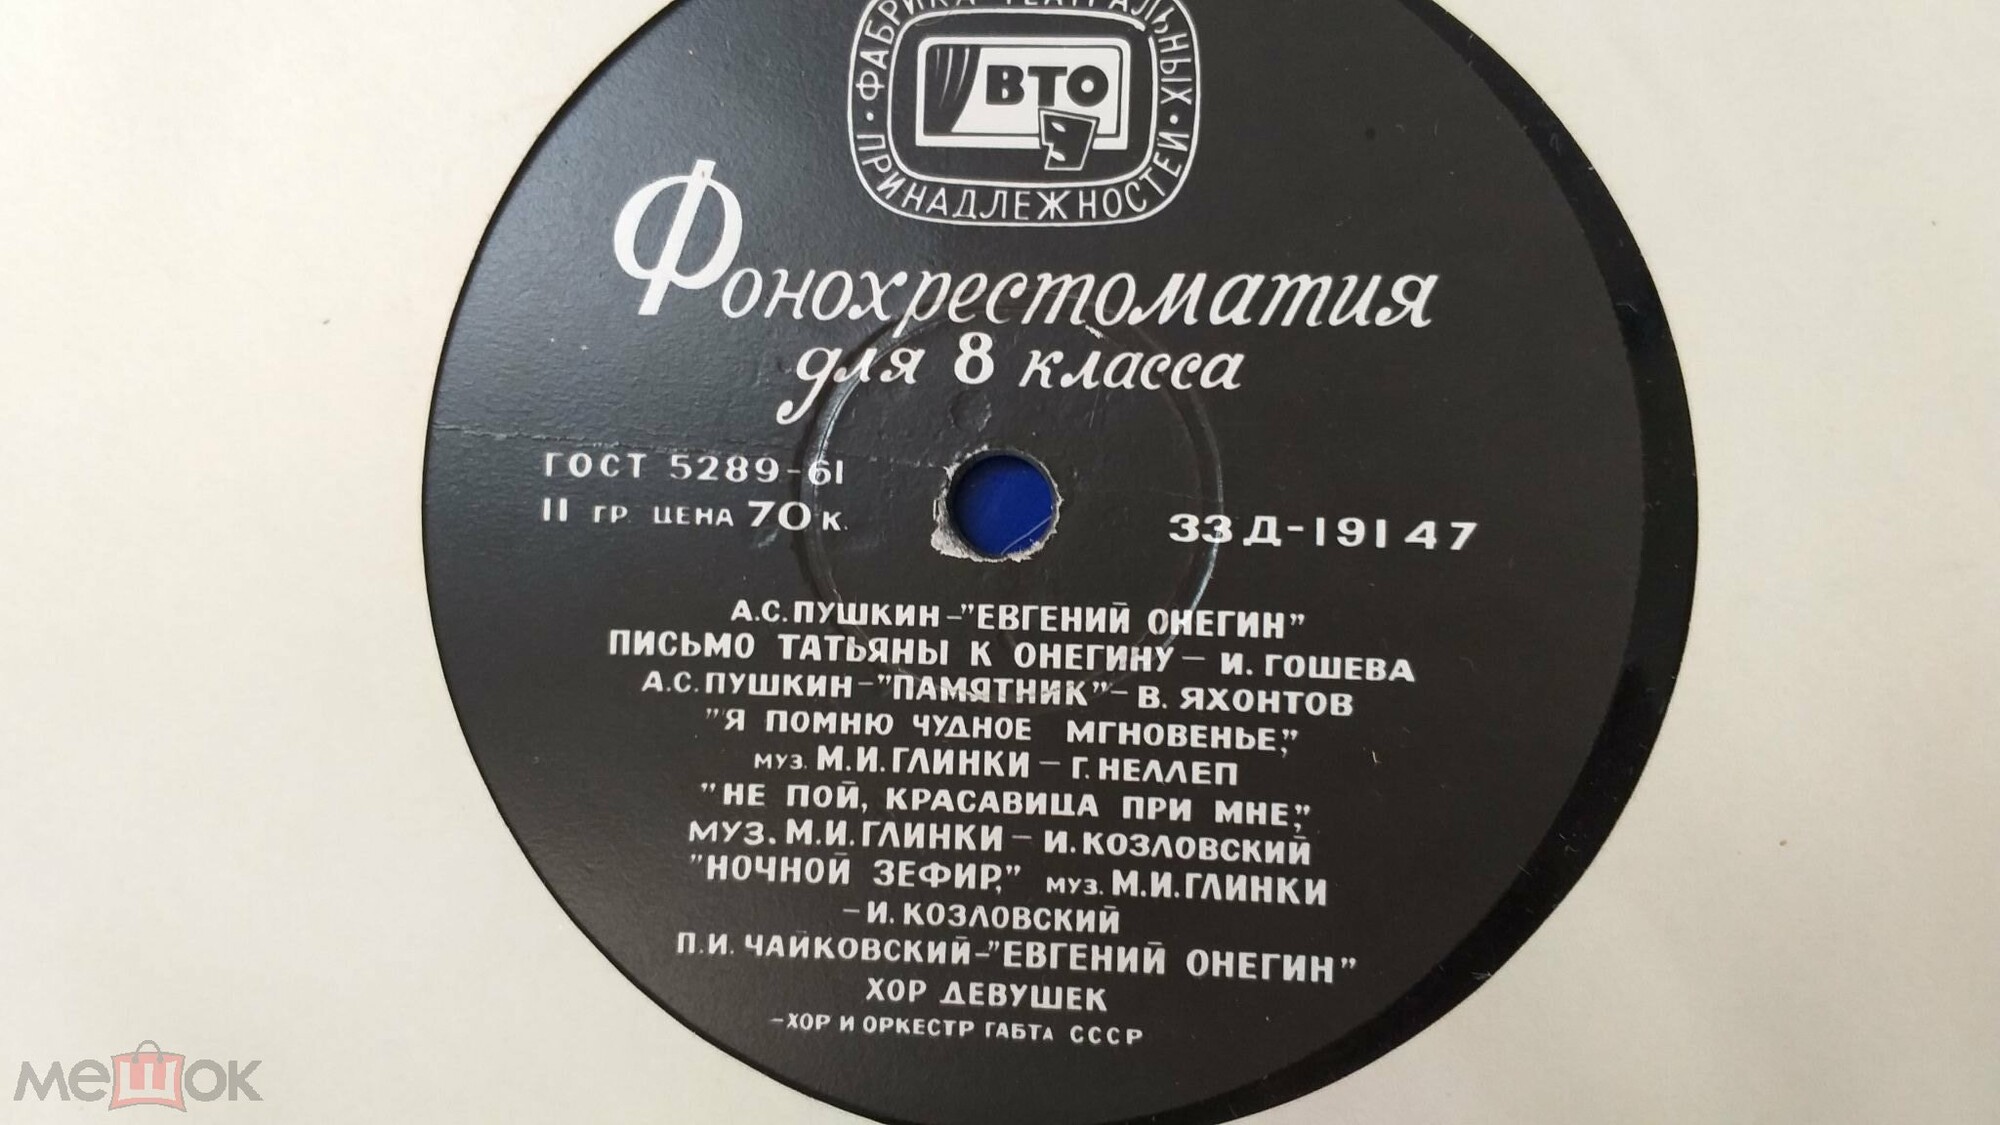 ФАБРИКА ТЕАТРАЛЬНЫХ
ВТО
• ПРИНАДЛЕЖНОСТЕЙ •
Фонохрестоматия
для 8 класса
ГОСТ 5289-61
II ГР. ЦЕНА 70 К.
33 Д-19147
А.С. ПУШКИН-"ЕВГЕНИЙ ОНЕГИН"
ПИСЬМО ТАТЬЯНЫ К ОНЕГИНУ – И. ГОШЕВА
А.С. ПУШКИН-"ПАМЯТНИК"- В. ЯХОНТОВ
"Я ПОМНЮ ЧУДНОЕ МГНОВЕНЬЕ,"
МУЗ. М.И. ГЛИНКИ – Г. НЕЛЛЕП
"НЕ ПОЙ, КРАСАВИЦА ПРИ МНЕ,"
МУЗ. М.И. ГЛИНКИ – И. КОЗЛОВСКИЙ
"НОЧНОЙ ЗЕФИР," МУЗ. М.И. ГЛИНКИ
– И. КОЗЛОВСКИЙ
П.И. ЧАЙКОВСКИЙ-"ЕВГЕНИЙ ОНЕГИН"
ХОР ДЕВУШЕК
-ХОР И ОРКЕСТР ГАБТА СССР
мешок